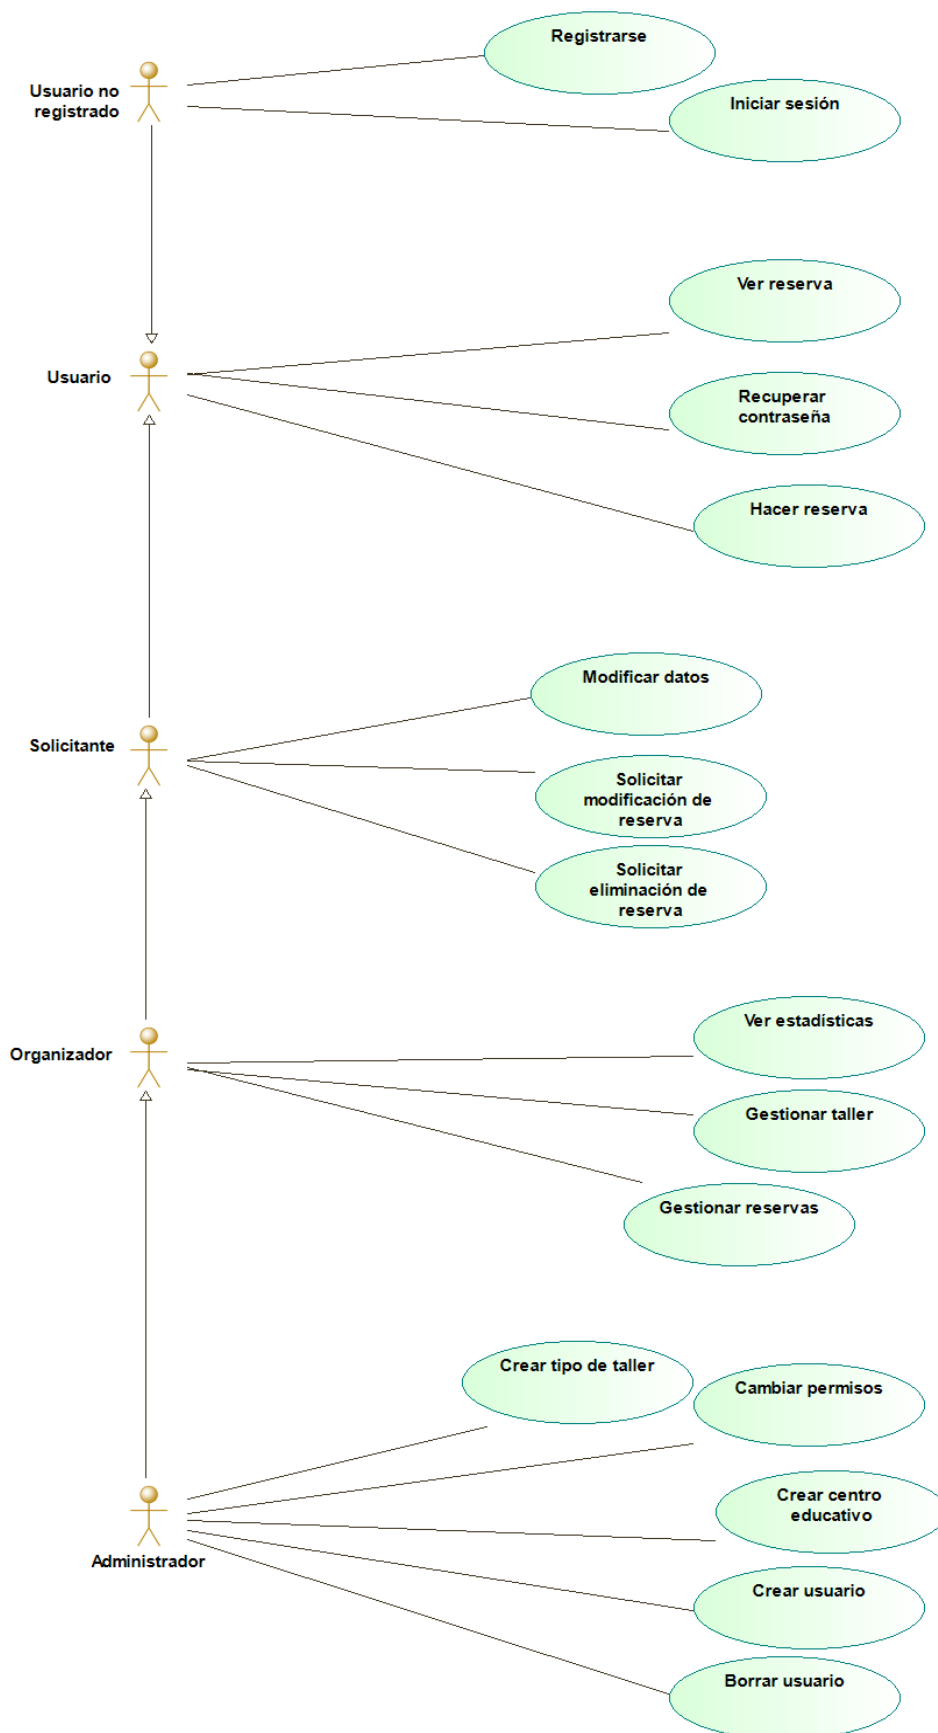 Registrarse
Usuario no
registrado
Iniciar sesión
Ver reserva
Usuario
Recuperar
contraseña
Hacer reserva
Modificar datos
Solicitante
Solicitar
modificación de
reserva
Solicitar
eliminación de
reserva
Ver estadísticas
Organizador
Gestionar taller
Gestionar reservas
Crear tipo de taller
Cambiar permisos
Crear centro
educativo
Administrador
Crear usuario
Borrar usuario